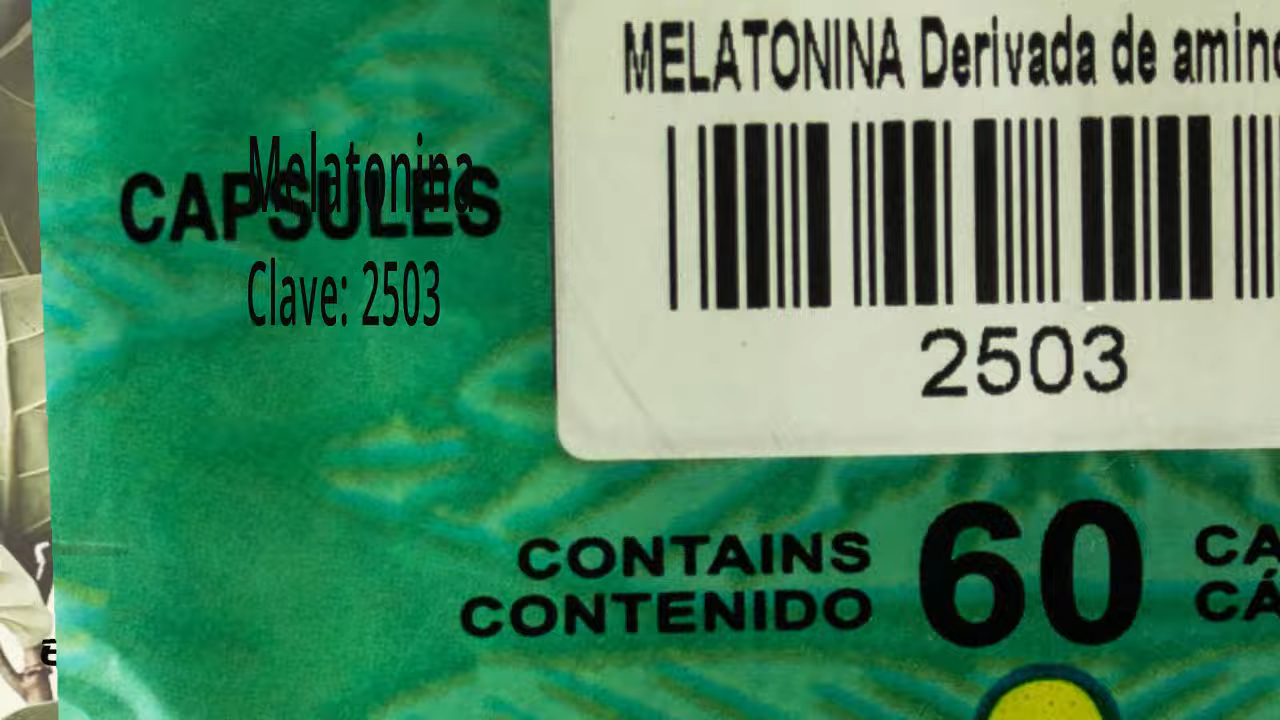 MELATONINA Derivada de amino
Melatonina
CAPSULES
Clave: 2503
2503
CONTAINS 60 CA
CONTENIDO CÁ